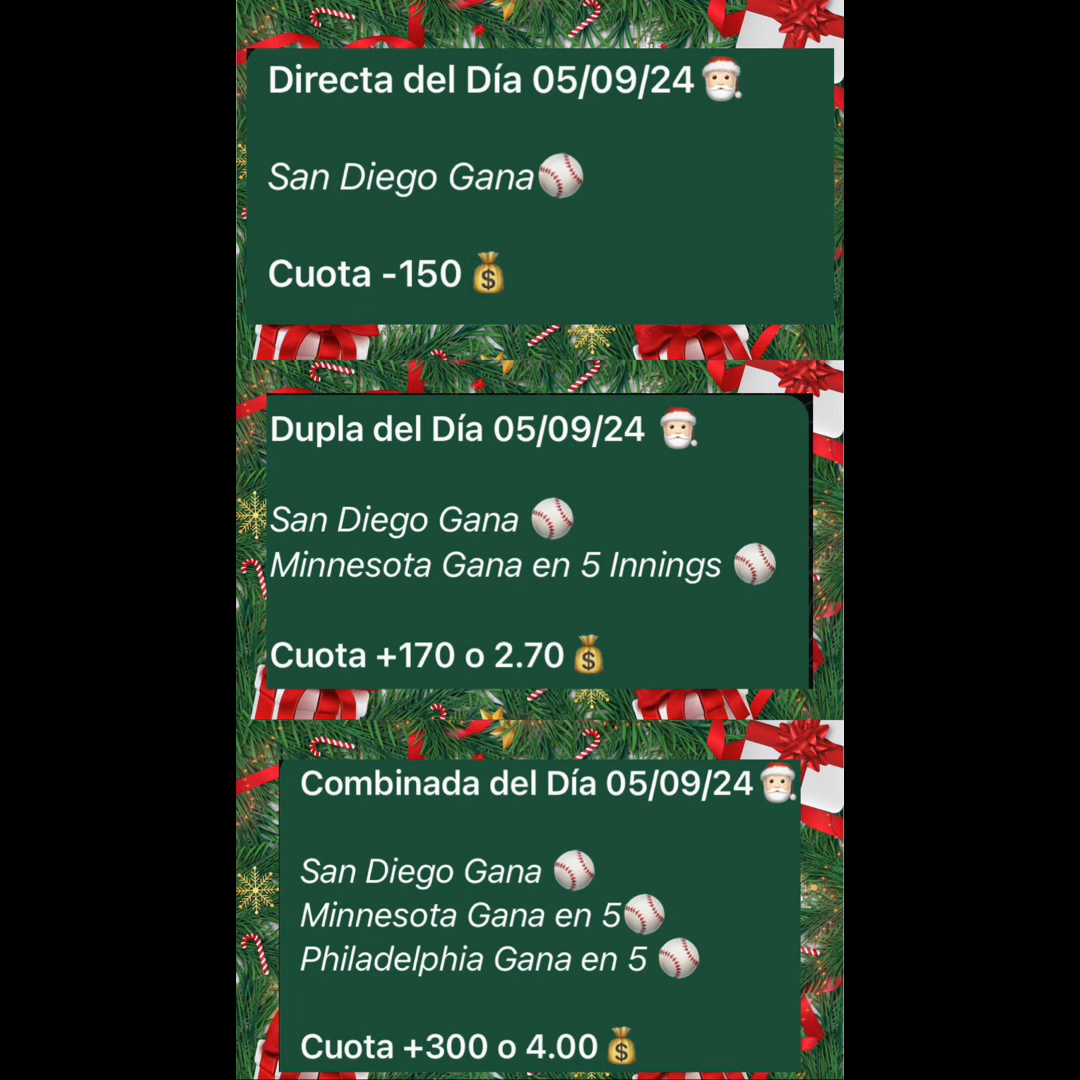 Directa del Día 05/09/24🎅🏻
San Diego Gana⚾
Cuota -150 💰
Dupla del Día 05/09/24 🎅🏻
San Diego Gana ⚾
Minnesota Gana en 5 Innings ⚾
Cuota +170 o 2.70 💰
Combinada del Día 05/09/24🎅🏻
San Diego Gana ⚾
Minnesota Gana en 5⚾
Philadelphia Gana en 5 ⚾
Cuota +300 o 4.00 💰